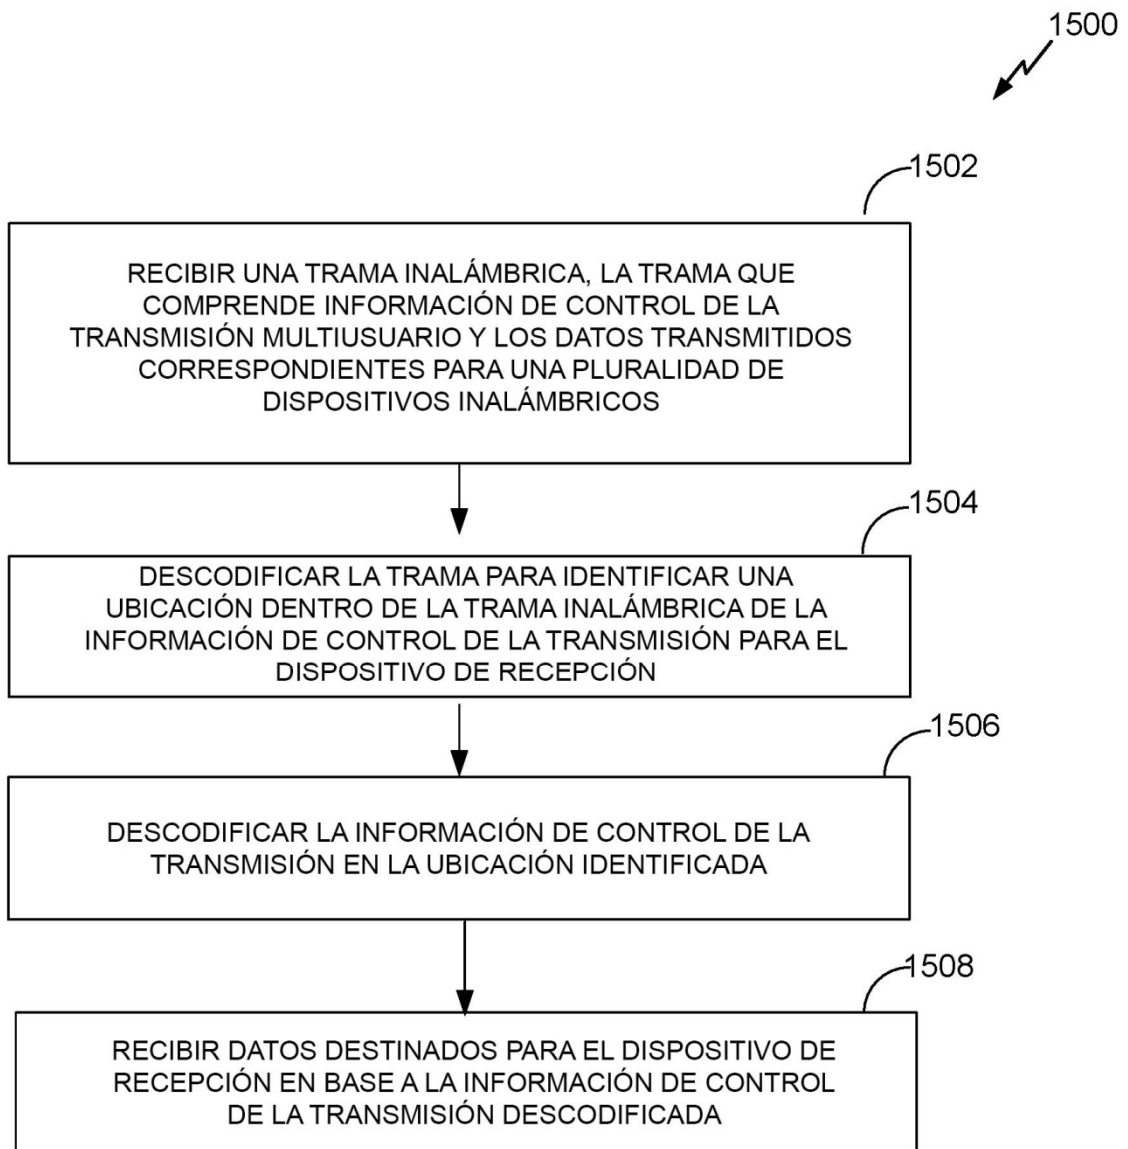 1500
1502
RECIBIR UNA TRAMA INALÁMBRICA, LA TRAMA QUE
COMPRENDE INFORMACIÓN DE CONTROL DE LA
TRANSMISIÓN MULTIUSUARIO Y LOS DATOS TRANSMITIDOS
CORRESPONDIENTES PARA UNA PLURALIDAD DE
DISPOSITIVOS INALÁMBRICOS
1504
DESCODIFICAR LA TRAMA PARA IDENTIFICAR UNA
UBICACIÓN DENTRO DE LA TRAMA INALÁMBRICA DE LA
INFORMACIÓN DE CONTROL DE LA TRANSMISIÓN PARA EL
DISPOSITIVO DE RECEPCIÓN
1506
DESCODIFICAR LA INFORMACIÓN DE CONTROL DE LA
TRANSMISIÓN EN LA UBICACIÓN IDENTIFICADA
1508
RECIBIR DATOS DESTINADOS PARA EL DISPOSITIVO DE
RECEPCIÓN EN BASE A LA INFORMACIÓN DE CONTROL
DE LA TRANSMISIÓN DESCODIFICADA